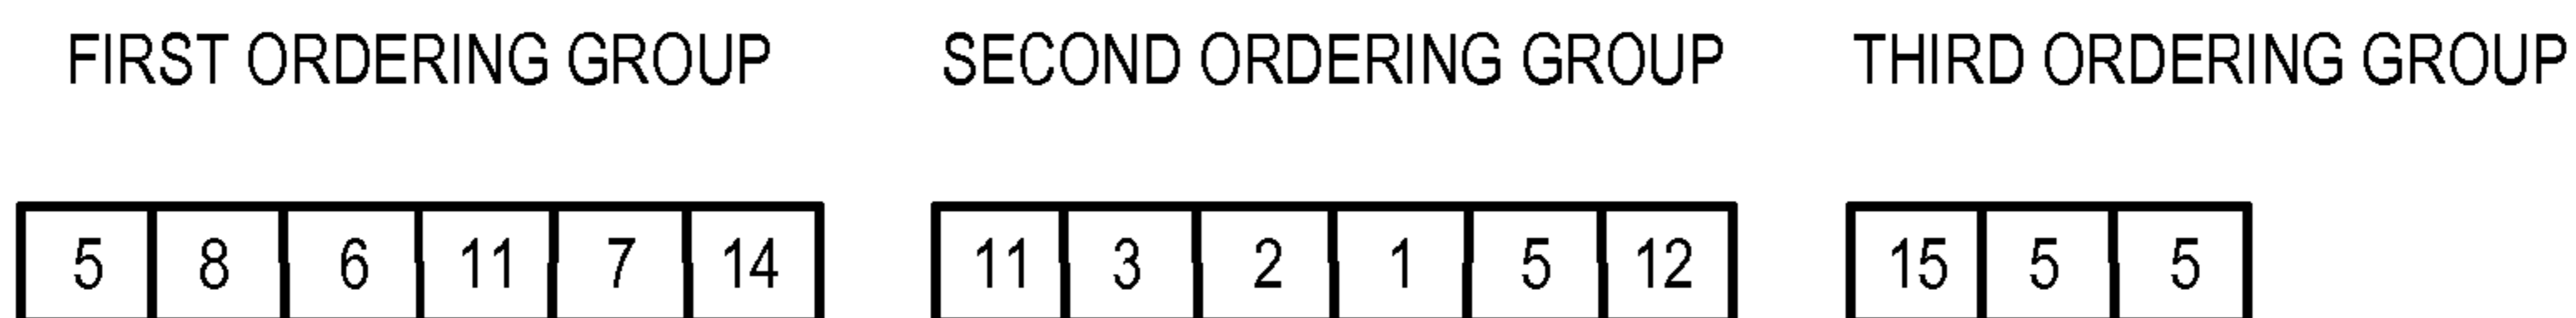 FIRST ORDERING GROUP SECOND ORDERING GROUP THIRD ORDERING GROUP
5 8 6 11 7 14 11 3 2 1 5 12 15 5 5